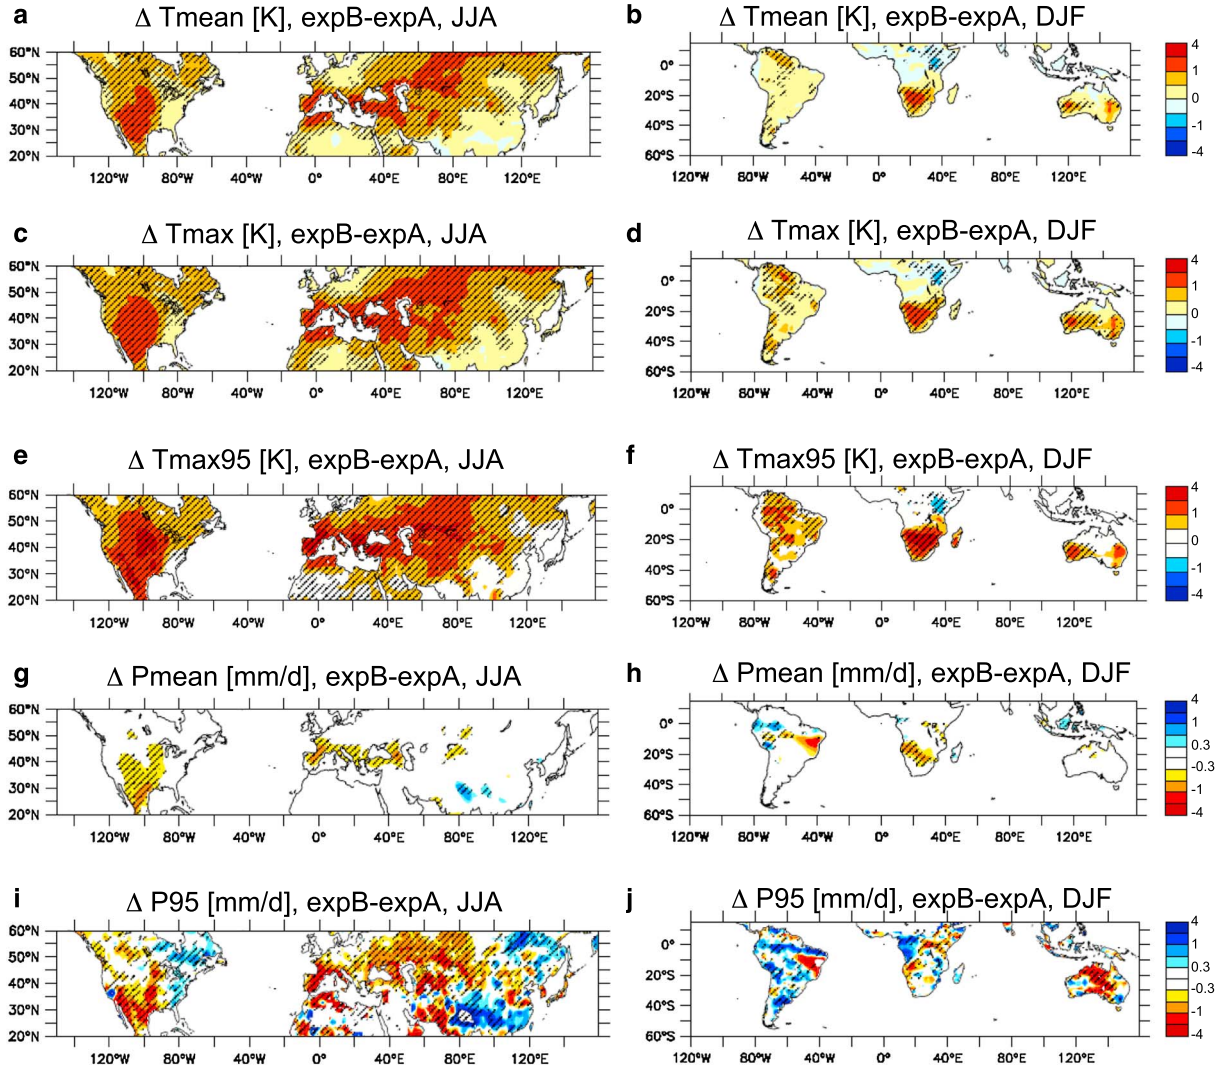 a Δ Tmean [K], expB-expA, JJA
60°N
50°N
40°N
30°N
20°N
120°W 80°W 40°W 0° 40°E 80°E 120°E
b Δ Tmean [K], expB-expA, DJF
0°
20°S
40°S
60°S
120°W 80°W 40°W 0° 40°E 80°E 120°E
4
1
0
-1
-4
c Δ Tmax [K], expB-expA, JJA
60°N
50°N
40°N
30°N
20°N
120°W 80°W 40°W 0° 40°E 80°E 120°E
d Δ Tmax [K], expB-expA, DJF
0°
20°S
40°S
60°S
120°W 80°W 40°W 0° 40°E 80°E 120°E
4
1
0
-1
-4
e Δ Tmax95 [K], expB-expA, JJA
60°N
50°N
40°N
30°N
20°N
120°W 80°W 40°W 0° 40°E 80°E 120°E
f Δ Tmax95 [K], expB-expA, DJF
0°
20°S
40°S
60°S
120°W 80°W 40°W 0° 40°E 80°E 120°E
4
1
0
-1
-4
g Δ Pmean [mm/d], expB-expA, JJA
60°N
50°N
40°N
30°N
20°N
120°W 80°W 40°W 0° 40°E 80°E 120°E
h Δ Pmean [mm/d], expB-expA, DJF
0°
20°S
40°S
60°S
120°W 80°W 40°W 0° 40°E 80°E 120°E
4
1
0.3
-0.3
-1
-4
i Δ P95 [mm/d], expB-expA, JJA
60°N
50°N
40°N
30°N
20°N
120°W 80°W 40°W 0° 40°E 80°E 120°E
j Δ P95 [mm/d], expB-expA, DJF
0°
20°S
40°S
60°S
120°W 80°W 40°W 0° 40°E 80°E 120°E
4
1
0.3
-0.3
-1
-4